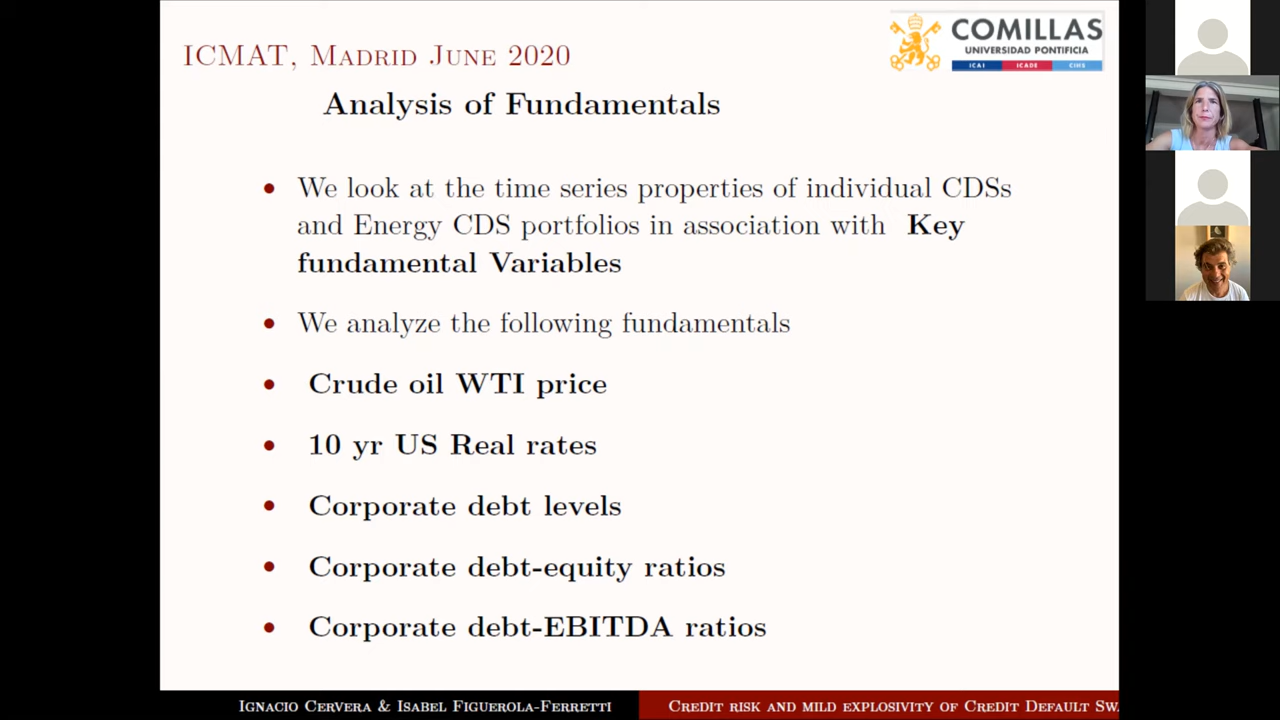 ICMAT, Madrid June 2020
COMILLAS
UNIVERSIDAD PONTIFICIA
ICAI ICADE CIHS
Analysis of Fundamentals
• We look at the time series properties of individual CDSs
and Energy CDS portfolios in association with Key
fundamental Variables
• We analyze the following fundamentals
• Crude oil WTI price
• 10 yr US Real rates
• Corporate debt levels
• Corporate debt-equity ratios
• Corporate debt-EBITDA ratios
Ignacio Cervera & Isabel Figuerola-Ferretti
Credit risk and mild explosivity of Credit Default